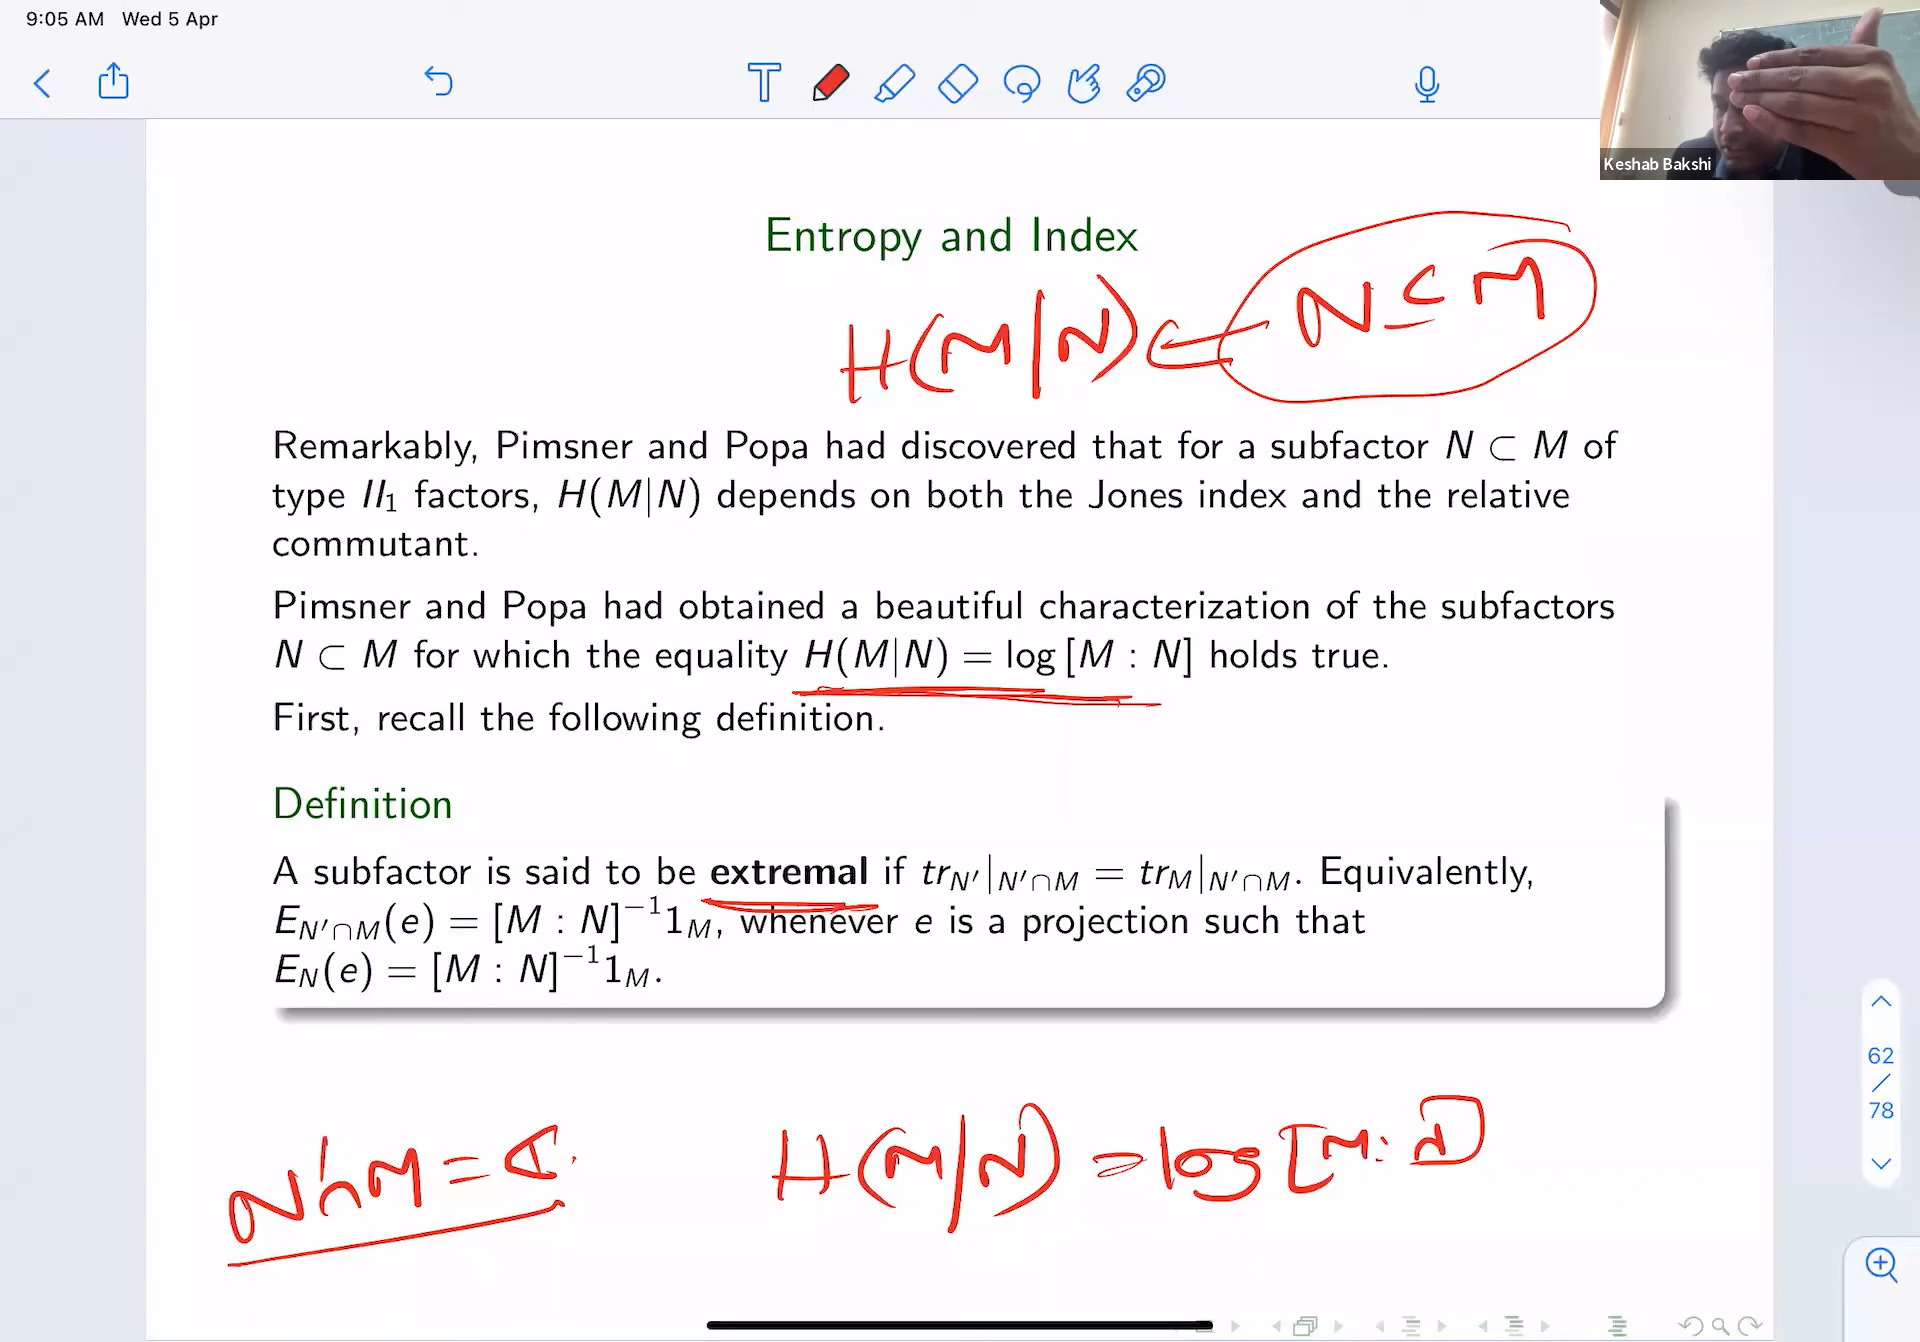 9:05 AM Wed 5 Apr
Keshab Bakshi
Entropy and Index
H(M|N) ← N ⊆ M
Remarkably, Pimsner and Popa had discovered that for a subfactor N ⊂ M of
type II₁ factors, H(M|N) depends on both the Jones index and the relative
commutant.
Pimsner and Popa had obtained a beautiful characterization of the subfactors
N ⊂ M for which the equality H(M|N) = log [M : N] holds true.
First, recall the following definition.
Definition
A subfactor is said to be extremal if tr_{N′}|_{N′∩M} = tr_M|_{N′∩M}. Equivalently,
E_{N′∩M}(e) = [M : N]⁻¹1_M, whenever e is a projection such that
E_N(e) = [M : N]⁻¹1_M.
N′∩M = ℂ.
H(M|N) = log [M : N]
62
/
78